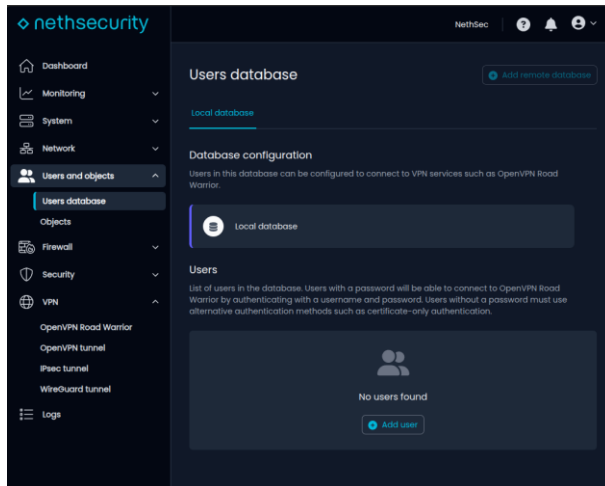 nethsecurity
NethSec
Dashboard
Monitoring
System
Network
Users and objects
Users database
Objects
Firewall
Security
VPN
OpenVPN Road Warrior
OpenVPN tunnel
IPsec tunnel
WireGuard tunnel
Logs
Users database
Add remote database
Local database
Database configuration
Users in this database can be configured to connect to VPN services such as OpenVPN Road
Warrior.
Local database
Users
List of users in the database. Users with a password will be able to connect to OpenVPN Road
Warrior by authenticating with a username and password. Users without a password must use
alternative authentication methods such as certificate-only authentication.
No users found
Add user